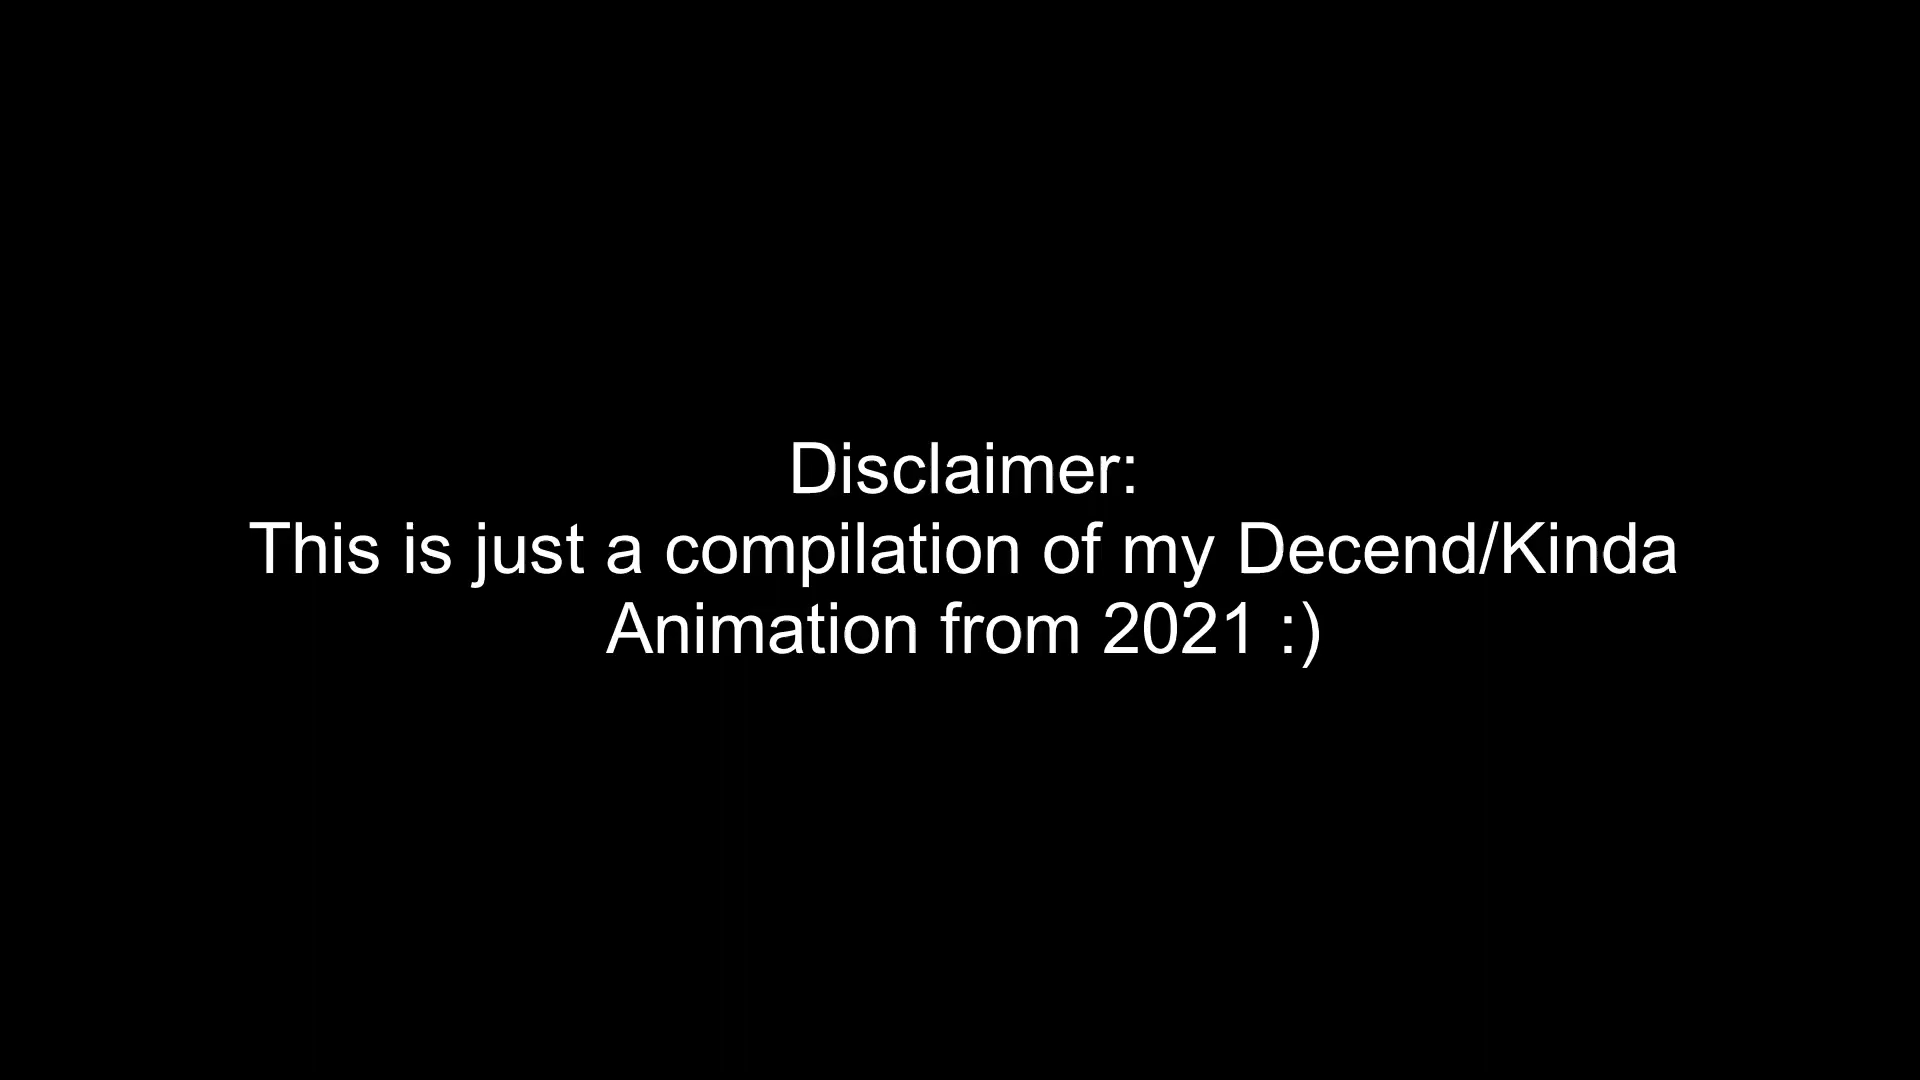 Disclaimer:
This is just a compilation of my Decend/Kinda
Animation from 2021 :)